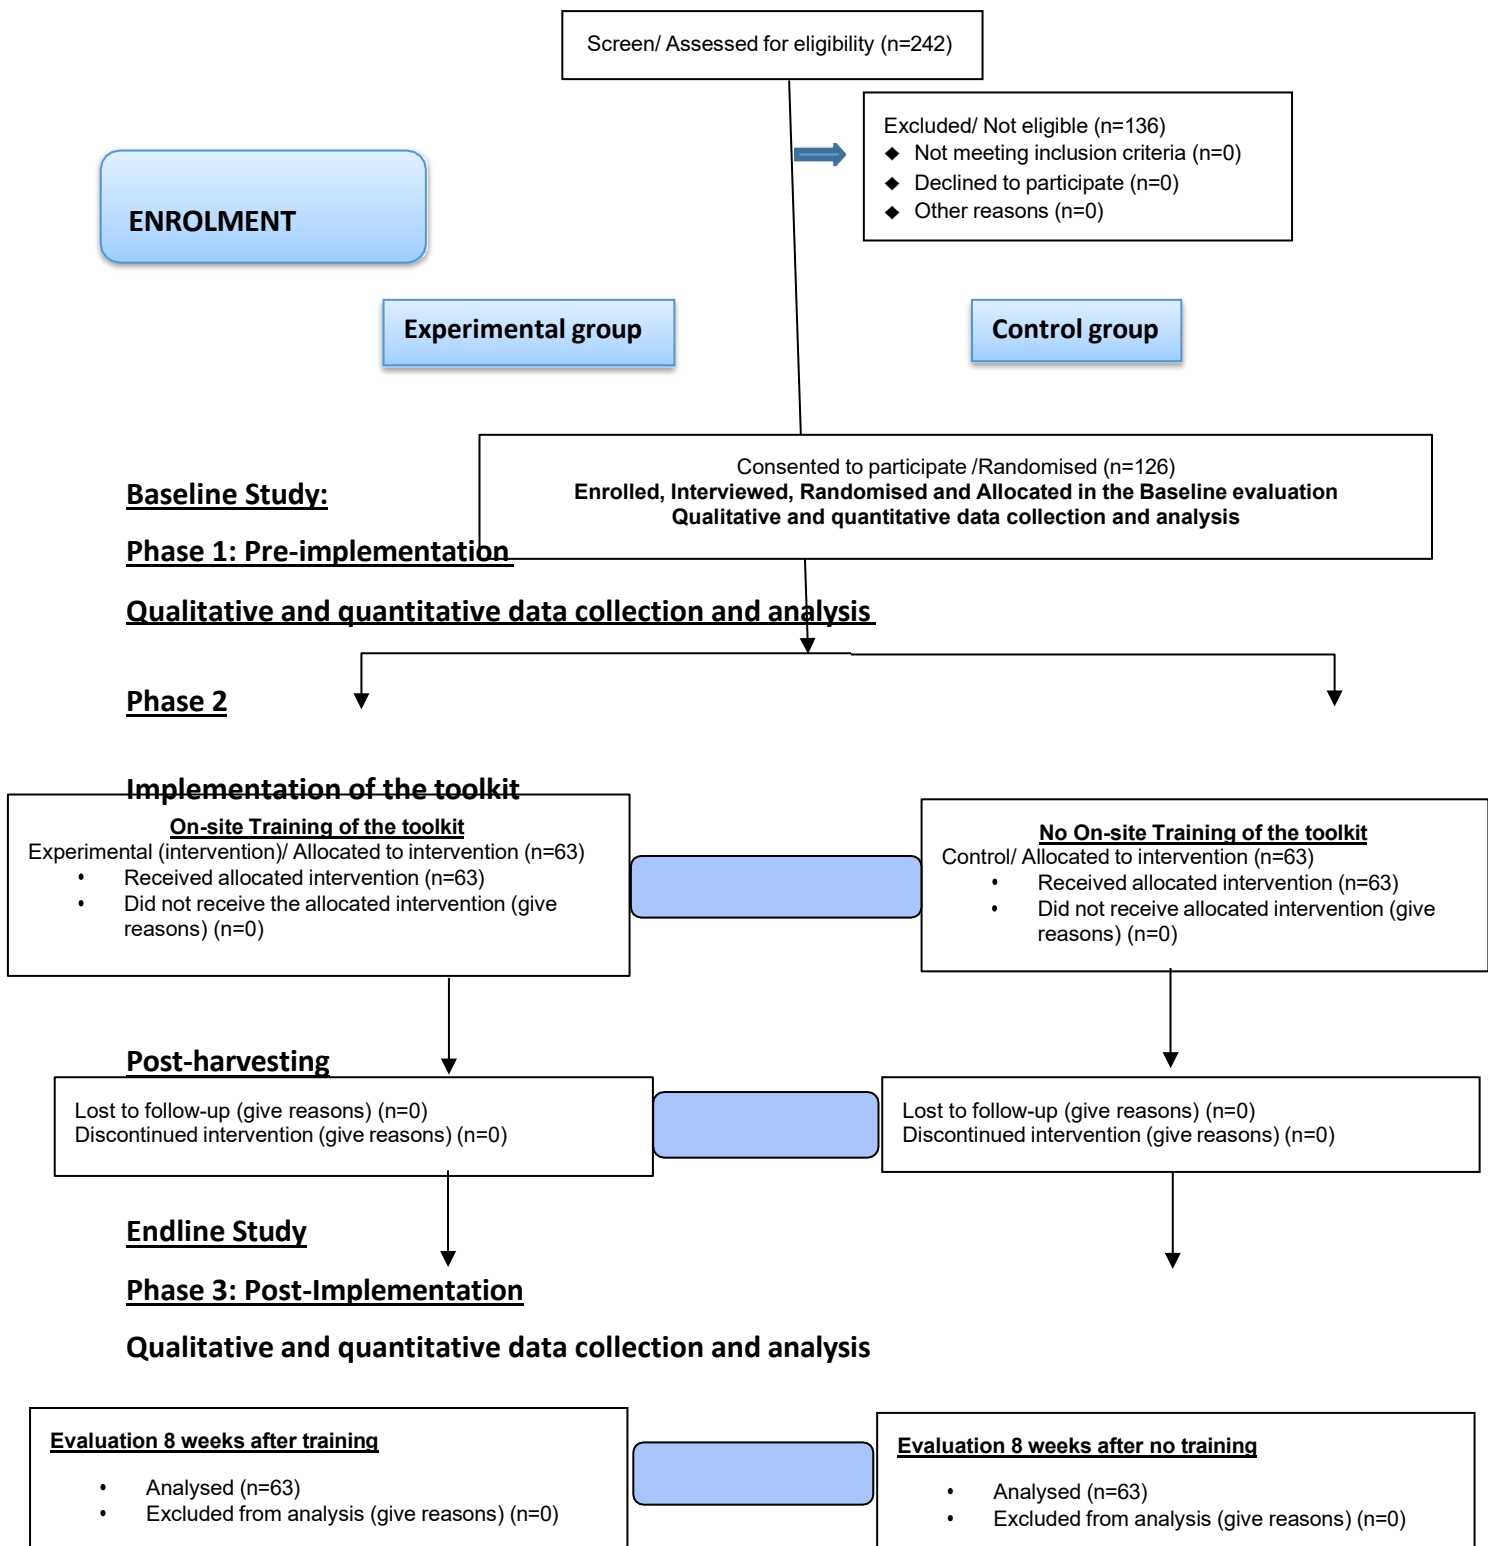 Screen/ Assessed for eligibility (n=242)
Excluded/ Not eligible (n=136)
◆ Not meeting inclusion criteria (n=0)
◆ Declined to participate (n=0)
◆ Other reasons (n=0)
ENROLMENT
Experimental group
Control group
Consented to participate /Randomised (n=126)
Enrolled, Interviewed, Randomised and Allocated in the Baseline evaluation
Qualitative and quantitative data collection and analysis
Baseline Study:
Phase 1: Pre-implementation
Qualitative and quantitative data collection and analysis
Phase 2
Implementation of the toolkit
On-site Training of the toolkit
Experimental (intervention)/ Allocated to intervention (n=63)
• Received allocated intervention (n=63)
• Did not receive the allocated intervention (give
reasons) (n=0)
No On-site Training of the toolkit
Control/ Allocated to intervention (n=63)
• Received allocated intervention (n=63)
• Did not receive allocated intervention (give
reasons) (n=0)
Post-harvesting
Lost to follow-up (give reasons) (n=0)
Discontinued intervention (give reasons) (n=0)
Lost to follow-up (give reasons) (n=0)
Discontinued intervention (give reasons) (n=0)
Endline Study
Phase 3: Post-Implementation
Qualitative and quantitative data collection and analysis
Evaluation 8 weeks after training
• Analysed (n=63)
• Excluded from analysis (give reasons) (n=0)
Evaluation 8 weeks after no training
• Analysed (n=63)
• Excluded from analysis (give reasons) (n=0)